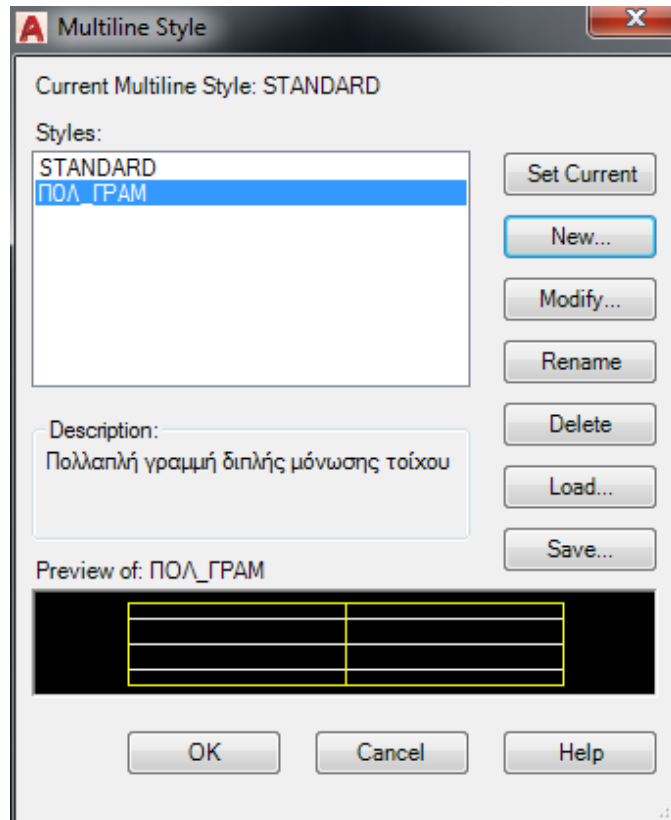 Multiline Style
Current Multiline Style: STANDARD
Styles:
STANDARD
ΠΟΛ_ΓΡΑΜ
Set Current
New...
Modify...
Rename
Delete
Load...
Save...
Description:
Πολλαπλή γραμμή διπλής μόνωσης τοίχου
Preview of: ΠΟΛ_ΓΡΑΜ
OK
Cancel
Help